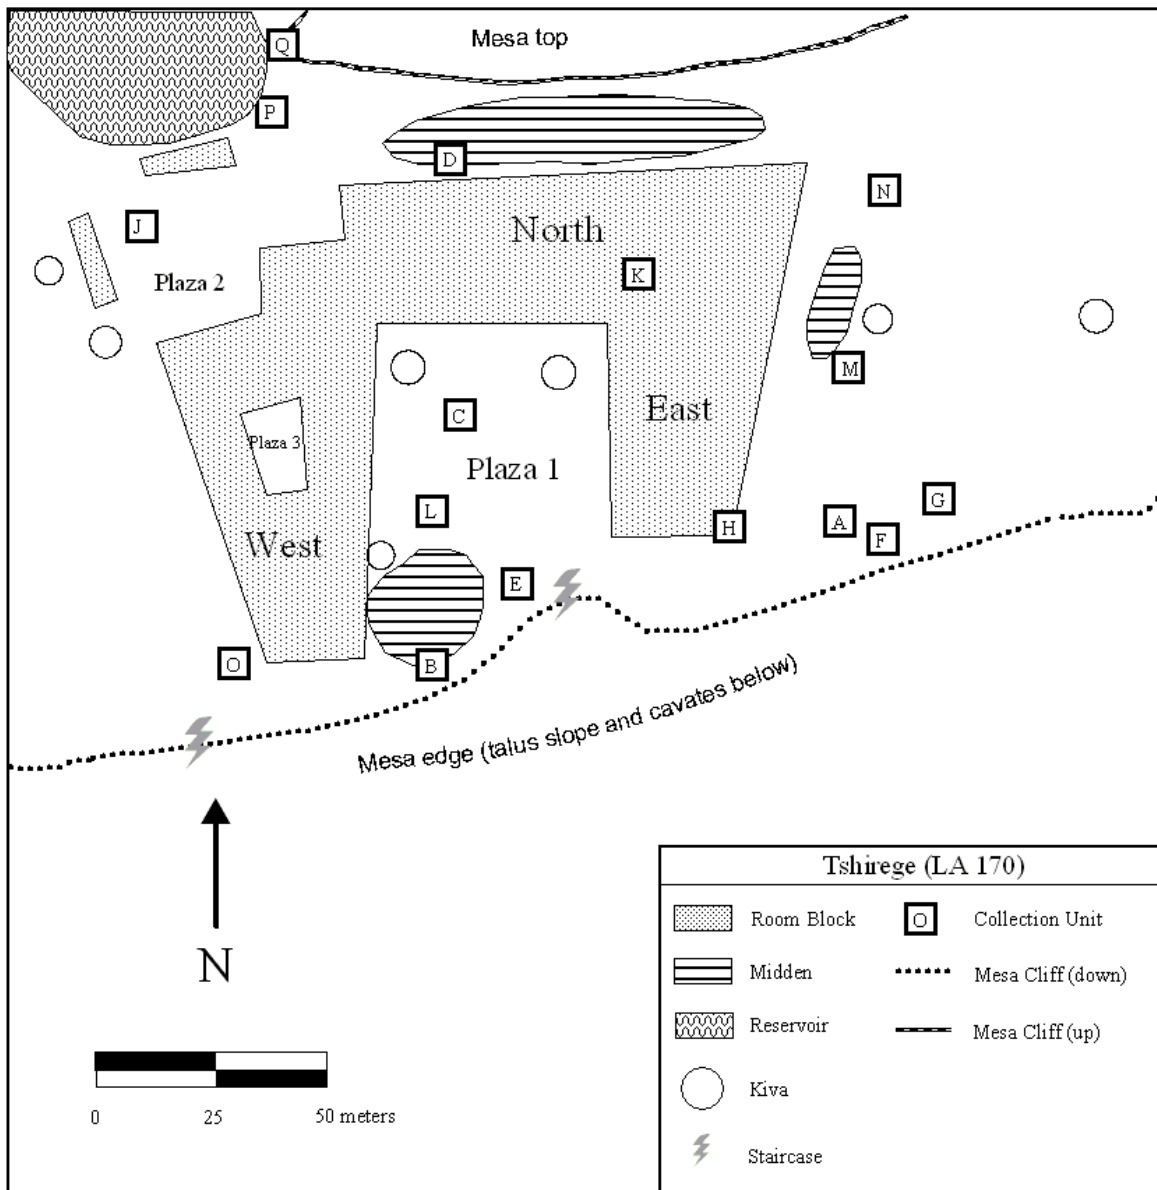 Mesa top
Q
P
D
North
N
J
K
Plaza 2
M
C
East
Plaza 3
Plaza 1
G
L
West
H
A
F
E
O
B
Mesa edge (talus slope and cavates below)
N
0 25 50 meters
Tshirege (LA 170)
Room Block
O Collection Unit
Midden
Mesa Cliff (down)
Reservoir
Mesa Cliff (up)
Kiva
Staircase